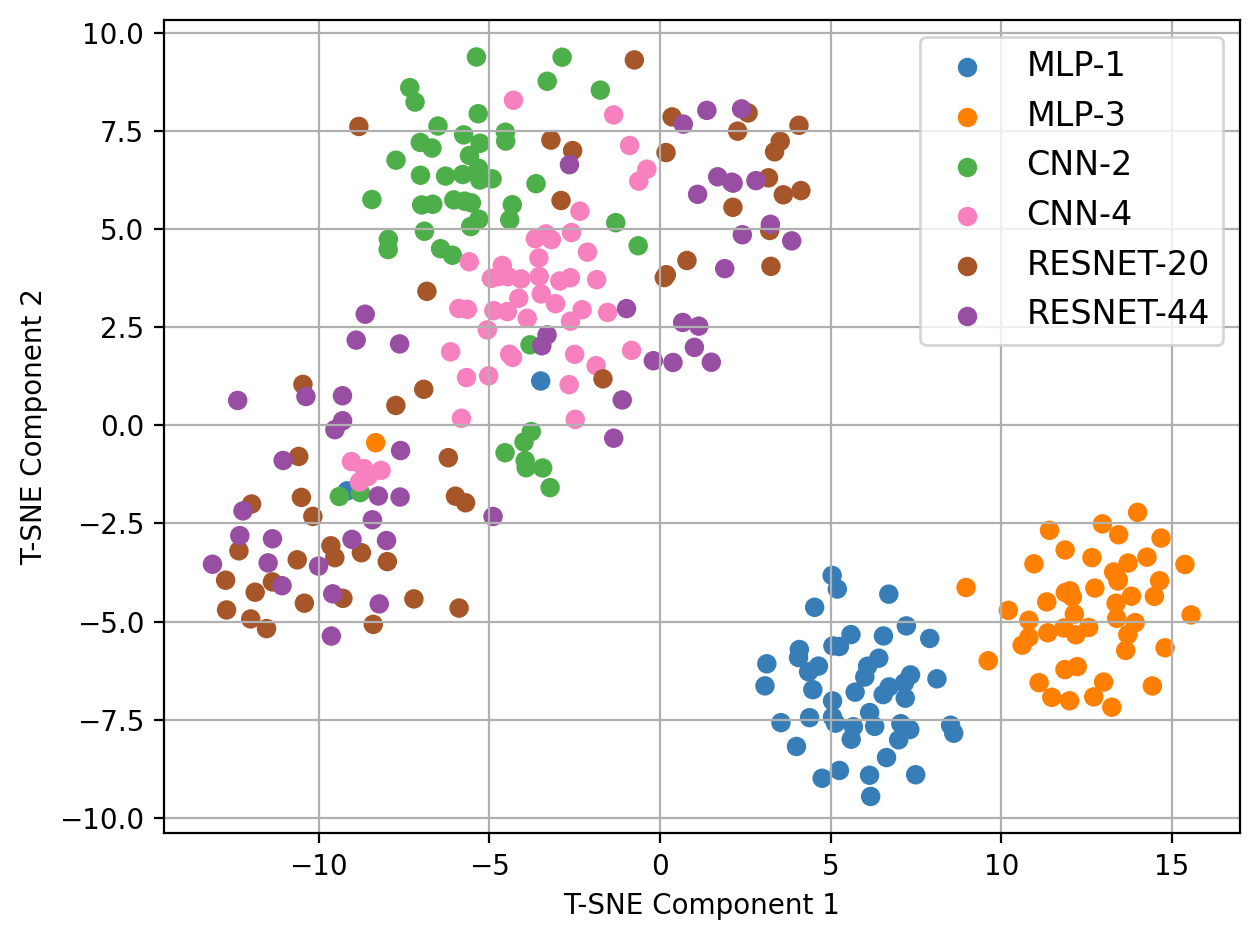 10.0
7.5
5.0
2.5
0.0
−2.5
−5.0
−7.5
−10.0
T-SNE Component 2
−10
−5
0
5
10
15
T-SNE Component 1
MLP-1
MLP-3
CNN-2
CNN-4
RESNET-20
RESNET-44